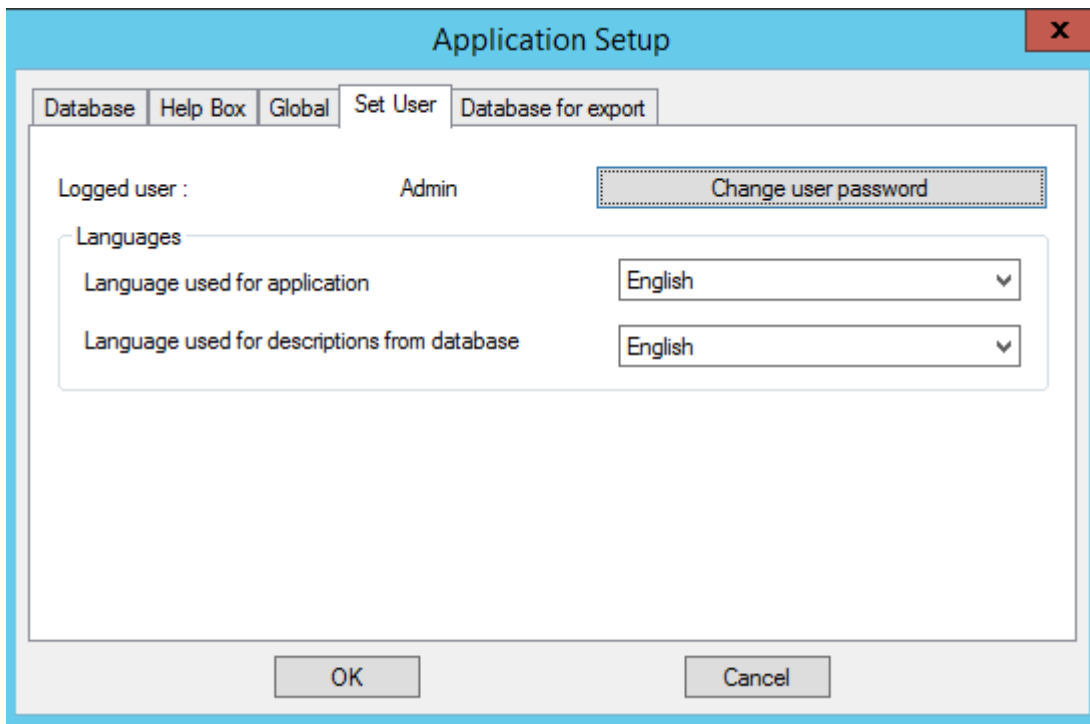 Application Setup
x
Database Help Box Global Set User Database for export
Logged user : Admin Change user password
Languages
Language used for application English
Language used for descriptions from database English
OK Cancel